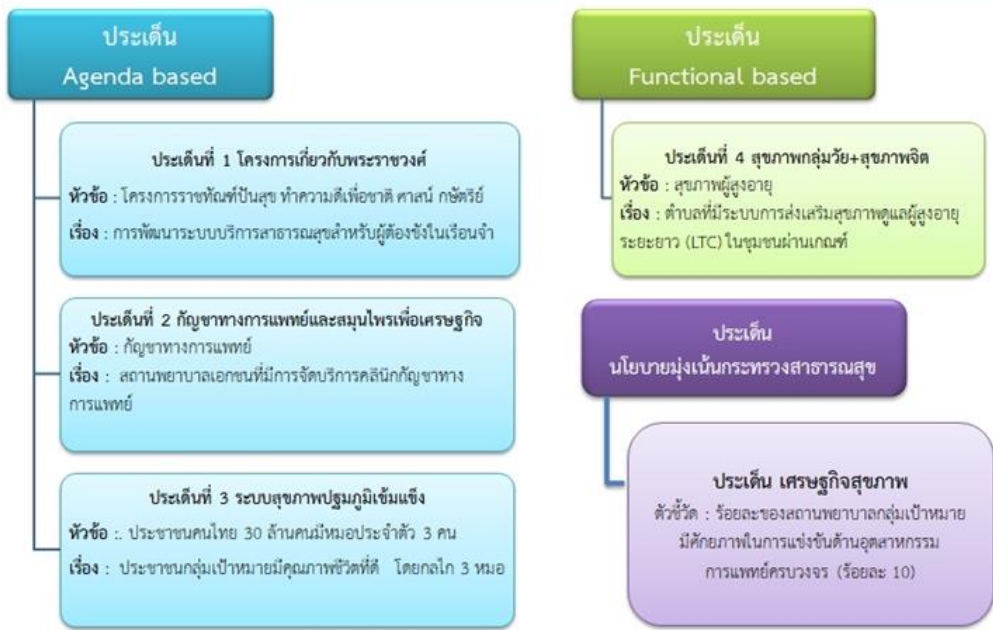 ประเด็น
Agenda based
ประเด็นที่ 1 โครงการเกี่ยวกับพระราชวงศ์
หัวข้อ : โครงการราชทัณฑ์ปันสุข ทำความดีเพื่อชาติ ศาสน์ กษัตริย์
เรื่อง : การพัฒนาระบบบริการสาธารณสุขสำหรับผู้ต้องขังในเรือนจำ
ประเด็นที่ 2 กัญชาทางการแพทย์และสมุนไพรเพื่อเศรษฐกิจ
หัวข้อ : กัญชาทางการแพทย์
เรื่อง : สถานพยาบาลเอกชนที่มีการจัดบริการคลินิกกัญชาทาง
การแพทย์
ประเด็นที่ 3 ระบบสุขภาพปฐมภูมิเข้มแข็ง
หัวข้อ :. ประชาชนคนไทย 30 ล้านคนมีหมอประจำตัว 3 คน
เรื่อง : ประชาชนกลุ่มเป้าหมายมีคุณภาพชีวิตที่ดี โดยกลไก 3 หมอ
ประเด็น
Functional based
ประเด็นที่ 4 สุขภาพกลุ่มวัย+สุขภาพจิต
หัวข้อ : สุขภาพผู้สูงอายุ
เรื่อง : ตำบลที่มีระบบการส่งเสริมสุขภาพดูแลผู้สูงอายุ
ระยะยาว (LTC) ในชุมชนผ่านเกณฑ์
ประเด็น
นโยบายมุ่งเน้นกระทรวงสาธารณสุข
ประเด็น เศรษฐกิจสุขภาพ
ตัวชี้วัด : ร้อยละของสถานพยาบาลกลุ่มเป้าหมาย
มีศักยภาพในการแข่งขันด้านอุตสาหกรรม
การแพทย์ครบวงจร (ร้อยละ 10)